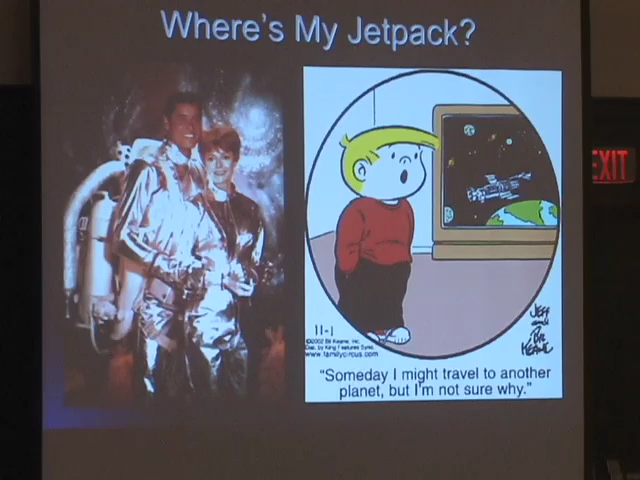 Where's My Jetpack?
EXIT
11-1
©2002 Bil Keane, Inc.
Dist. by King Features Synd.
www.familycircus.com
JEFF
and
BIL
KEANE
"Someday I might travel to another
planet, but I'm not sure why."